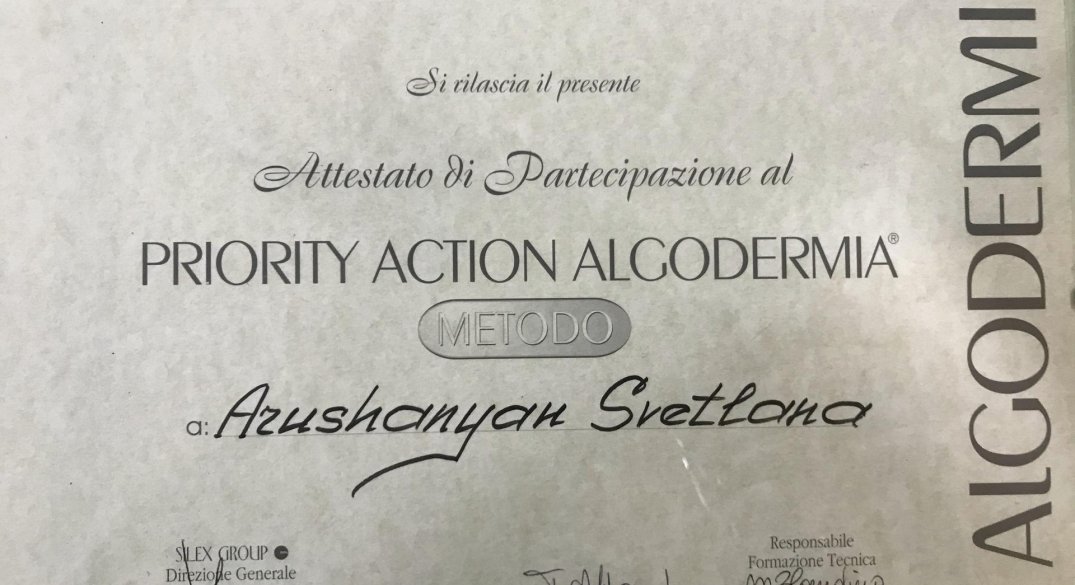 Si rilascia il presente
Attestato di Partecipazione al
PRIORITY ACTION ALGODERMIA®
METODO
a: Arushanyan Svetlana
SILEX GROUP
Direzione Generale
Responsabile
Formazione Tecnica
ALGODERMI